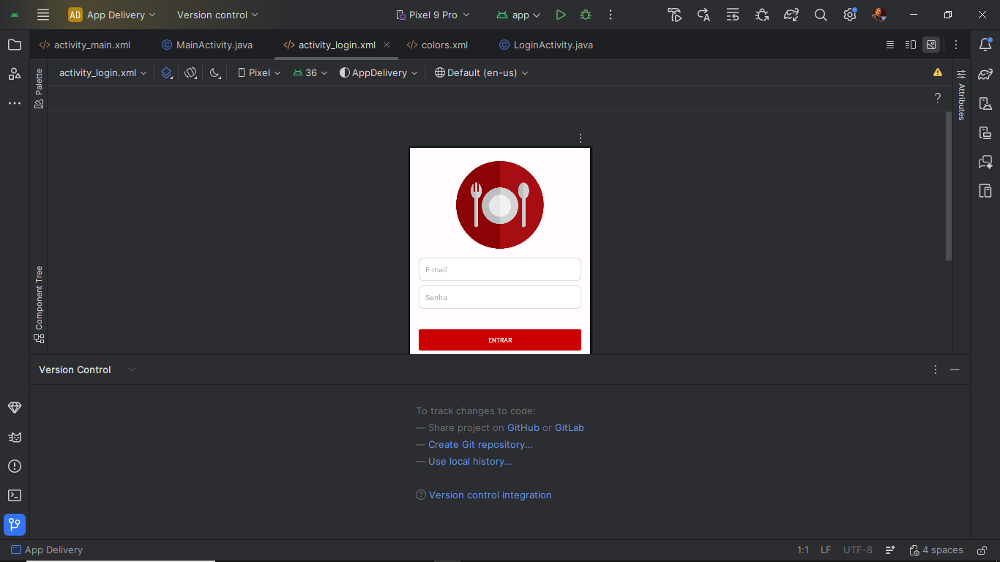 AD App Delivery Version control Pixel 9 Pro app
activity_main.xml MainActivity.java activity_login.xml colors.xml LoginActivity.java
activity_login.xml Pixel 36 AppDelivery Default (en-us)
Palette
Attributes
?
E-mail
Senha
ENTRAR
Component Tree
Version Control
To track changes to code:
— Share project on GitHub or GitLab
— Create Git repository...
— Use local history...
? Version control integration
App Delivery 1:1 LF UTF-8 4 spaces